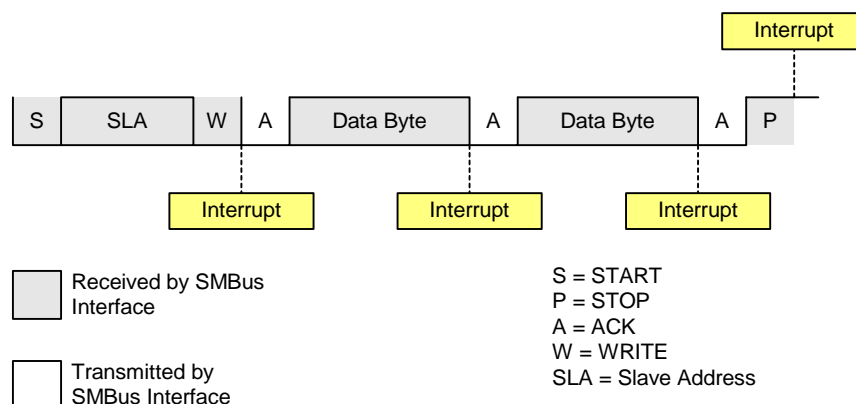 Interrupt
S SLA W A Data Byte A Data Byte A P
Interrupt Interrupt Interrupt
Received by SMBus
Interface
Transmitted by
SMBus Interface
S = START
P = STOP
A = ACK
W = WRITE
SLA = Slave Address